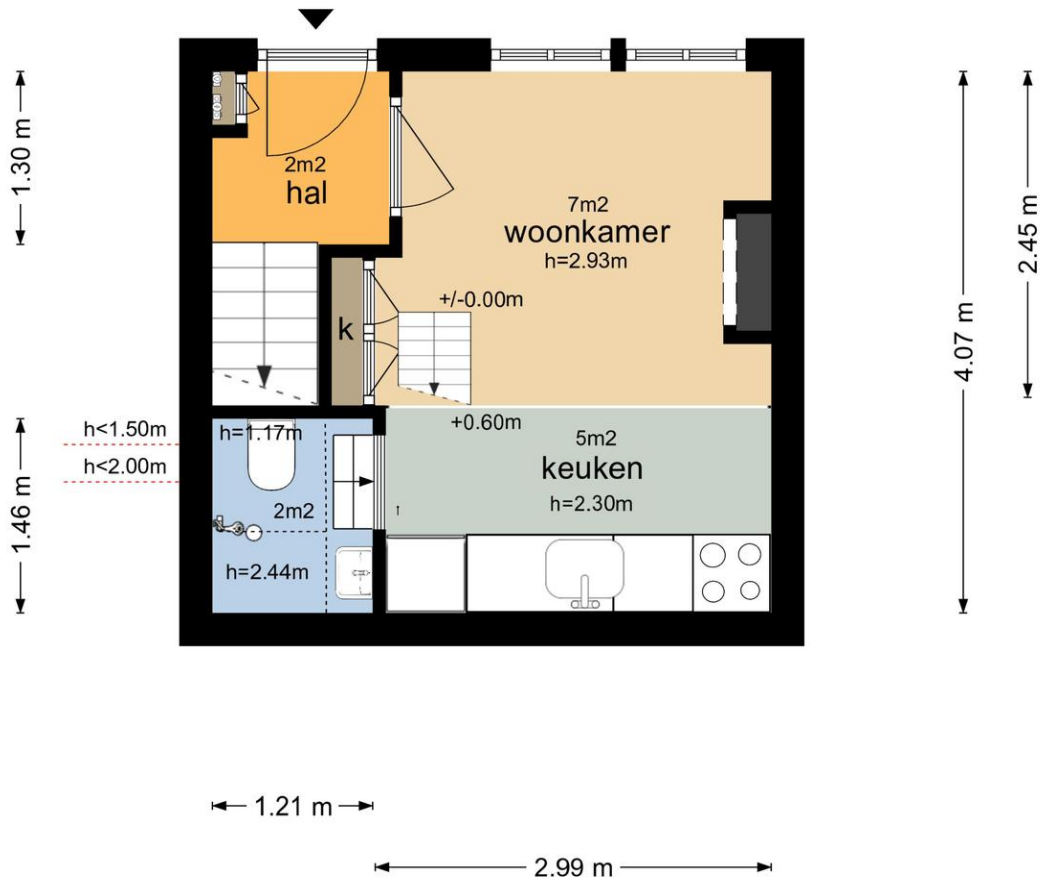 2m2
hal
7m2
woonkamer
h=2.93m
+/-0.00m
k
1.30 m
2.45 m
4.07 m
h<1.50m
h<2.00m
1.46 m
h=1.17m
2m2
h=2.44m
+0.60m
5m2
keuken
h=2.30m
1.21 m
2.99 m